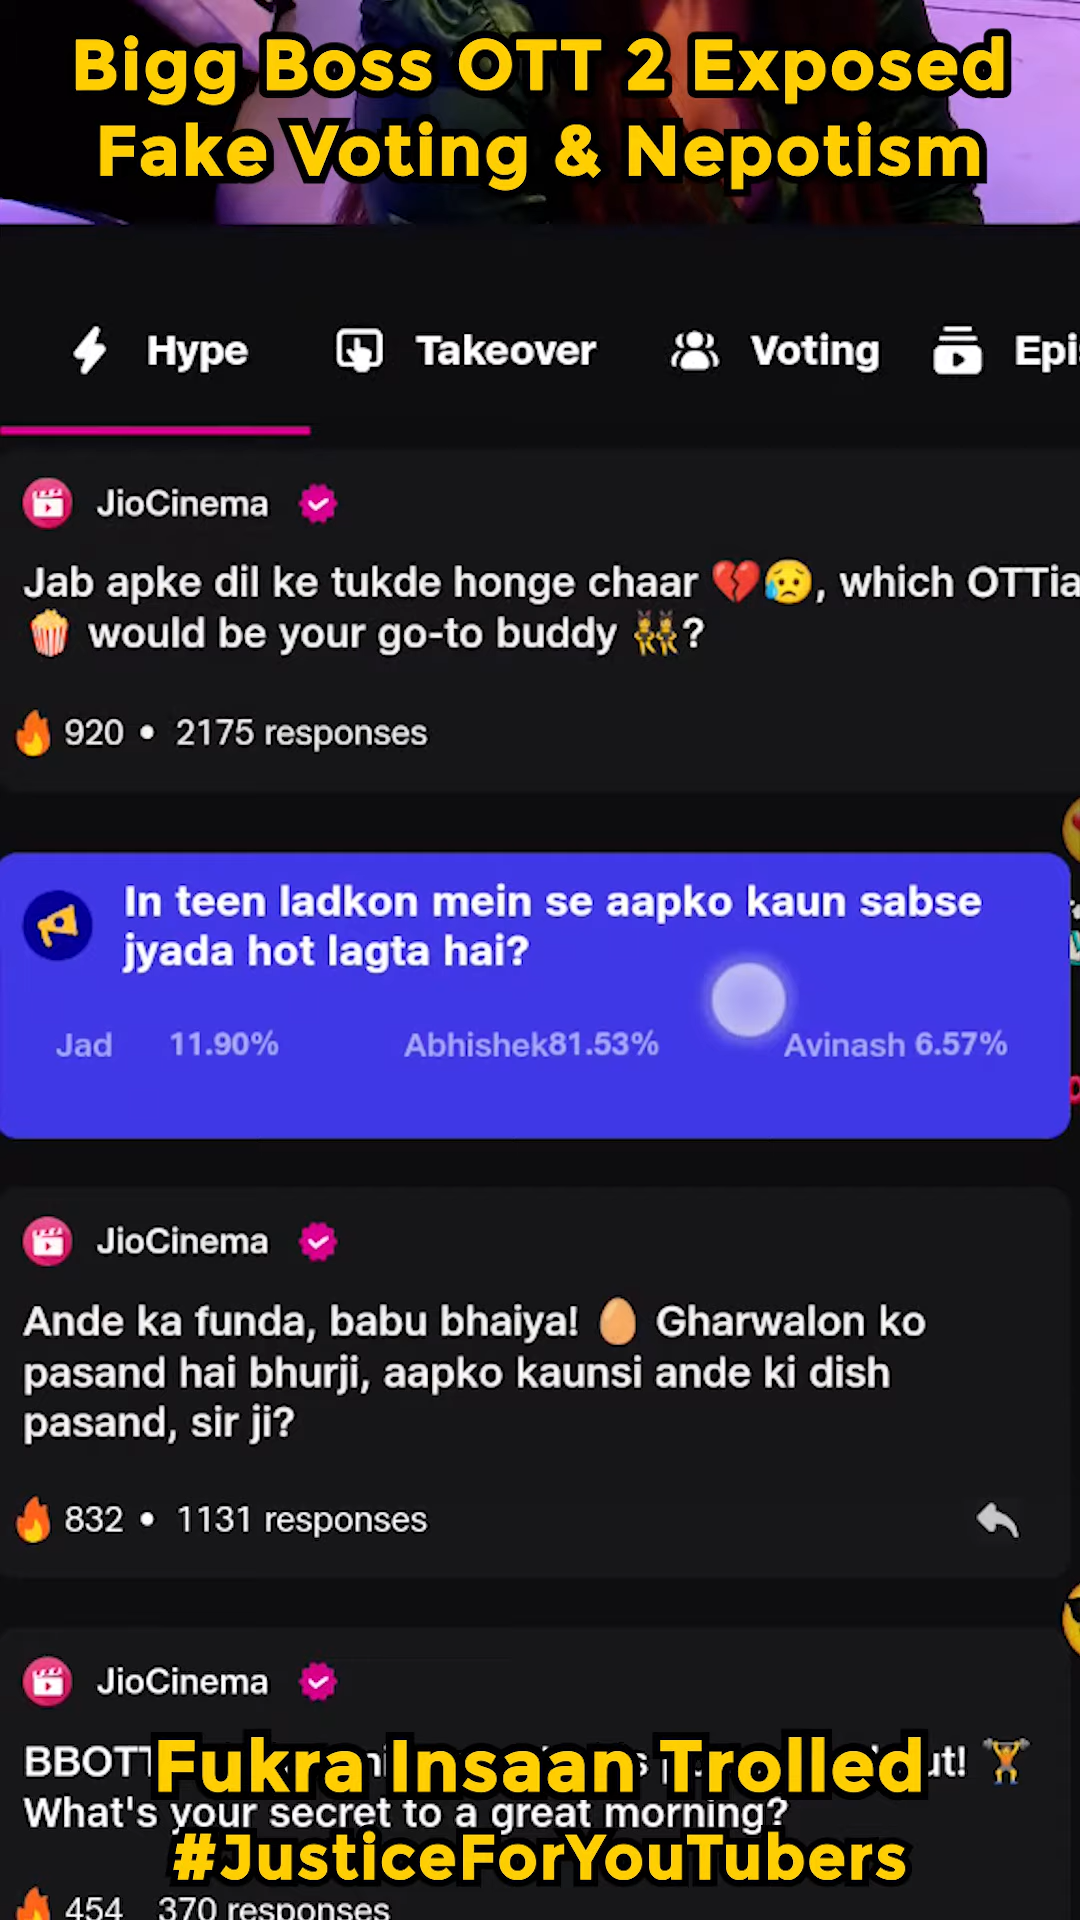 Bigg Boss OTT 2 Exposed
Fake Voting & Nepotism
Hype Takeover Voting Epi
JioCinema
Jab apke dil ke tukde honge chaar 💔😥, which OTTia
🍿 would be your go-to buddy 👯?
🔥 920 • 2175 responses
In teen ladkon mein se aapko kaun sabse
jyada hot lagta hai?
Jad 11.90% Abhishek81.53% Avinash 6.57%
JioCinema
Ande ka funda, babu bhaiya! 🥚 Gharwalon ko
pasand hai bhurji, aapko kaunsi ande ki dish
pasand, sir ji?
🔥 832 • 1131 responses
JioCinema
BBOTT ut! 🏋️
What's your secret to a great morning?
Fukra Insaan Trolled
#JusticeForYouTubers
🔥 454 370 responses